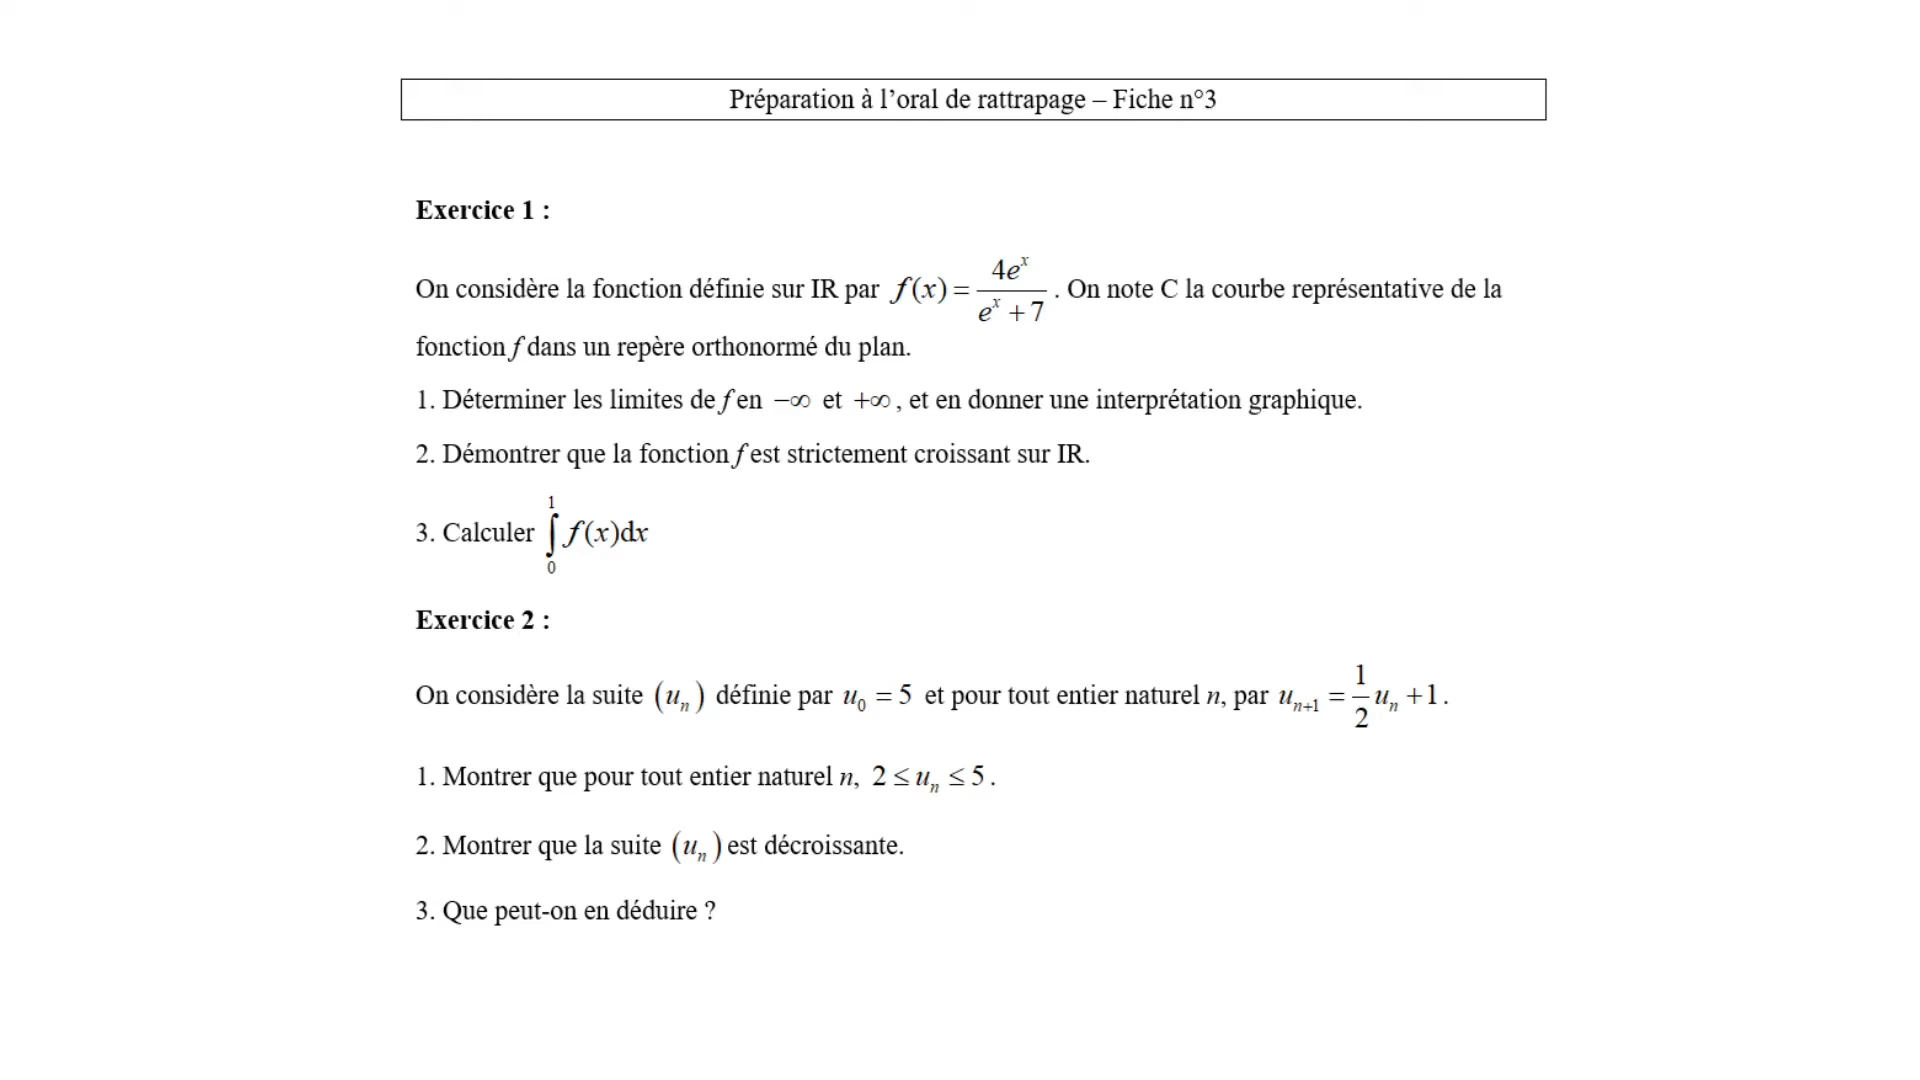 Préparation à l’oral de rattrapage – Fiche n°3
Exercice 1 :
On considère la fonction définie sur IR par f(x) = 4eˣ / (eˣ + 7) . On note C la courbe représentative de la
fonction f dans un repère orthonormé du plan.
1. Déterminer les limites de f en −∞ et +∞ , et en donner une interprétation graphique.
2. Démontrer que la fonction f est strictement croissant sur IR.
3. Calculer ∫₀¹ f(x)dx
Exercice 2 :
On considère la suite (uₙ) définie par u₀ = 5 et pour tout entier naturel n, par uₙ₊₁ = 1/2 uₙ + 1 .
1. Montrer que pour tout entier naturel n, 2 ≤ uₙ ≤ 5 .
2. Montrer que la suite (uₙ) est décroissante.
3. Que peut-on en déduire ?